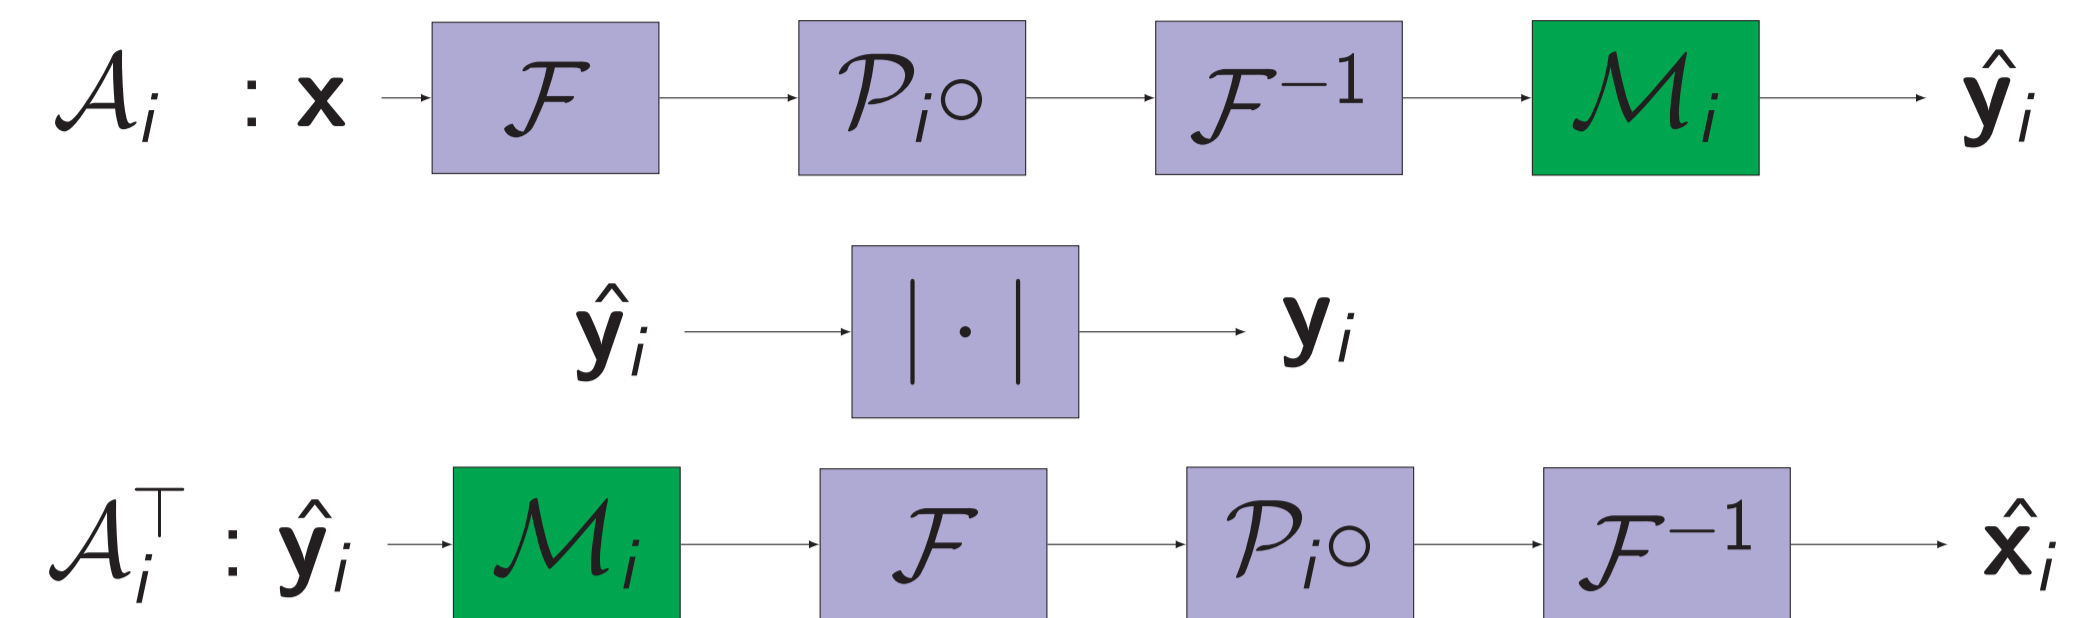 𝒜ᵢ : x ℱ 𝒫ᵢ∘ ℱ⁻¹ ℳᵢ ŷᵢ
ŷᵢ | · | yᵢ
𝒜ᵢ^⊤ : ŷᵢ ℳᵢ ℱ 𝒫ᵢ∘ ℱ⁻¹ x̂ᵢ